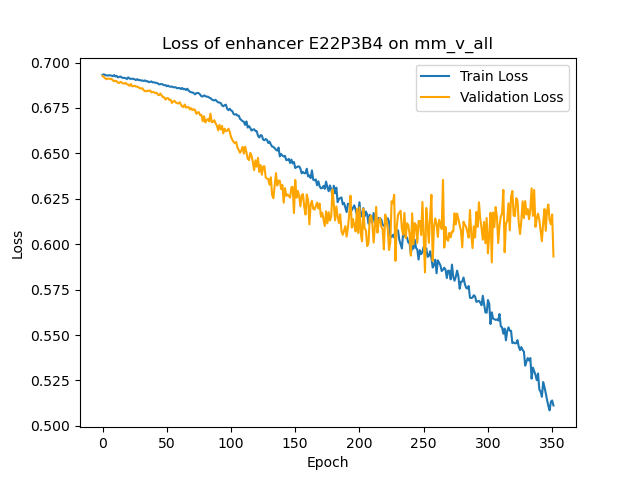 Loss of enhancer E22P3B4 on mm_v_all
Train Loss
Validation Loss
0.700
0.675
0.650
0.625
0.600
0.575
0.550
0.525
0.500
Loss
0 50 100 150 200 250 300 350
Epoch